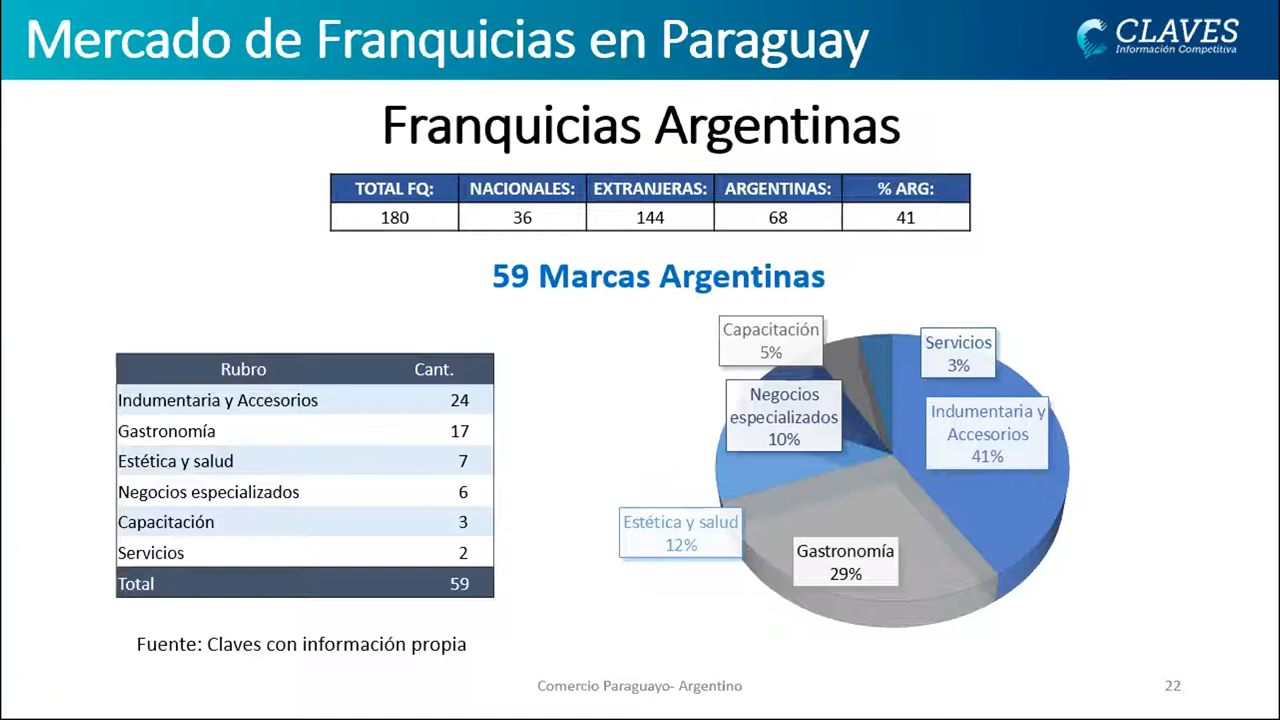 Mercado de Franquicias en Paraguay
CLAVES
Información Competitiva
Franquicias Argentinas
TOTAL FQ: NACIONALES: EXTRANJERAS: ARGENTINAS: % ARG:
180 36 144 68 41
59 Marcas Argentinas
Rubro Cant.
Indumentaria y Accesorios 24
Gastronomía 17
Estética y salud 7
Negocios especializados 6
Capacitación 3
Servicios 2
Total 59
Capacitación
5%
Servicios
3%
Negocios
especializados
10%
Indumentaria y
Accesorios
41%
Estética y salud
12%
Gastronomía
29%
Fuente: Claves con información propia
Comercio Paraguayo- Argentino
22